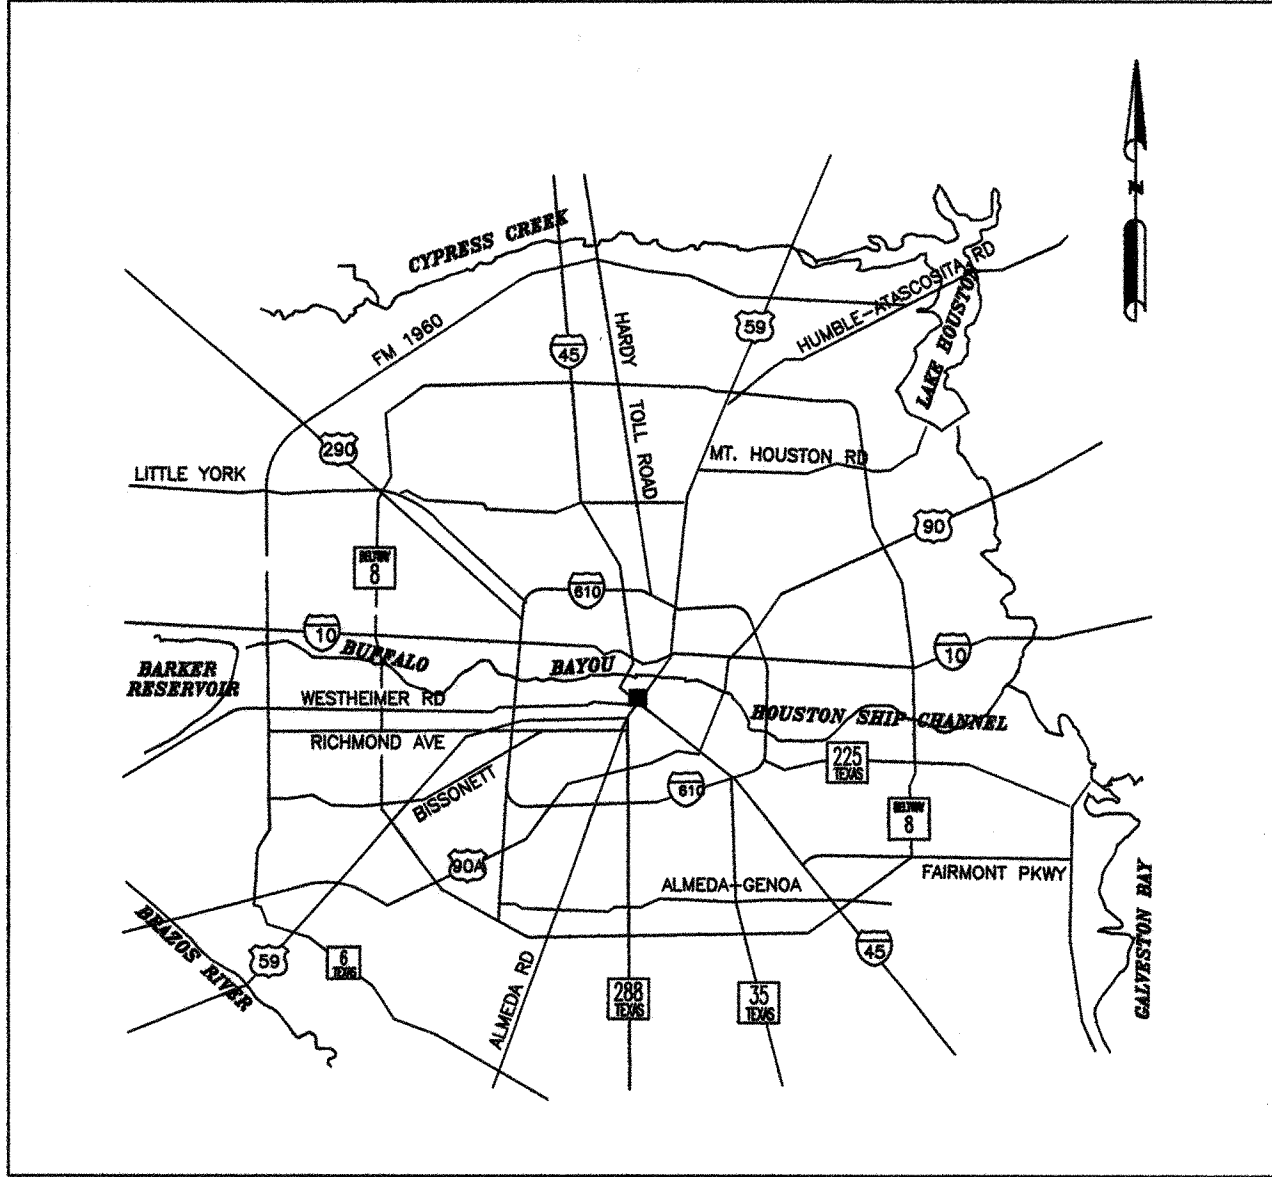 N
CYPRESS CREEK
HUMBLE-ATASCOSITA RD
FM 1960
45
HARDY TOLL ROAD
59
LAKE HOUSTON
290
MT. HOUSTON RD
LITTLE YORK
90
BELTWAY
8
610
10
BUFFALO BAYOU
10
BARKER
RESERVOIR
WESTHEIMER RD
HOUSTON SHIP CHANNEL
RICHMOND AVE
225
TEXAS
BISSONETT
610
BELTWAY
8
90A
ALMEDA-GENOA
FAIRMONT PKWY
GALVESTON BAY
BRAZOS RIVER
59
6
TEXAS
45
ALMEDA RD
288
TEXAS
35
TEXAS